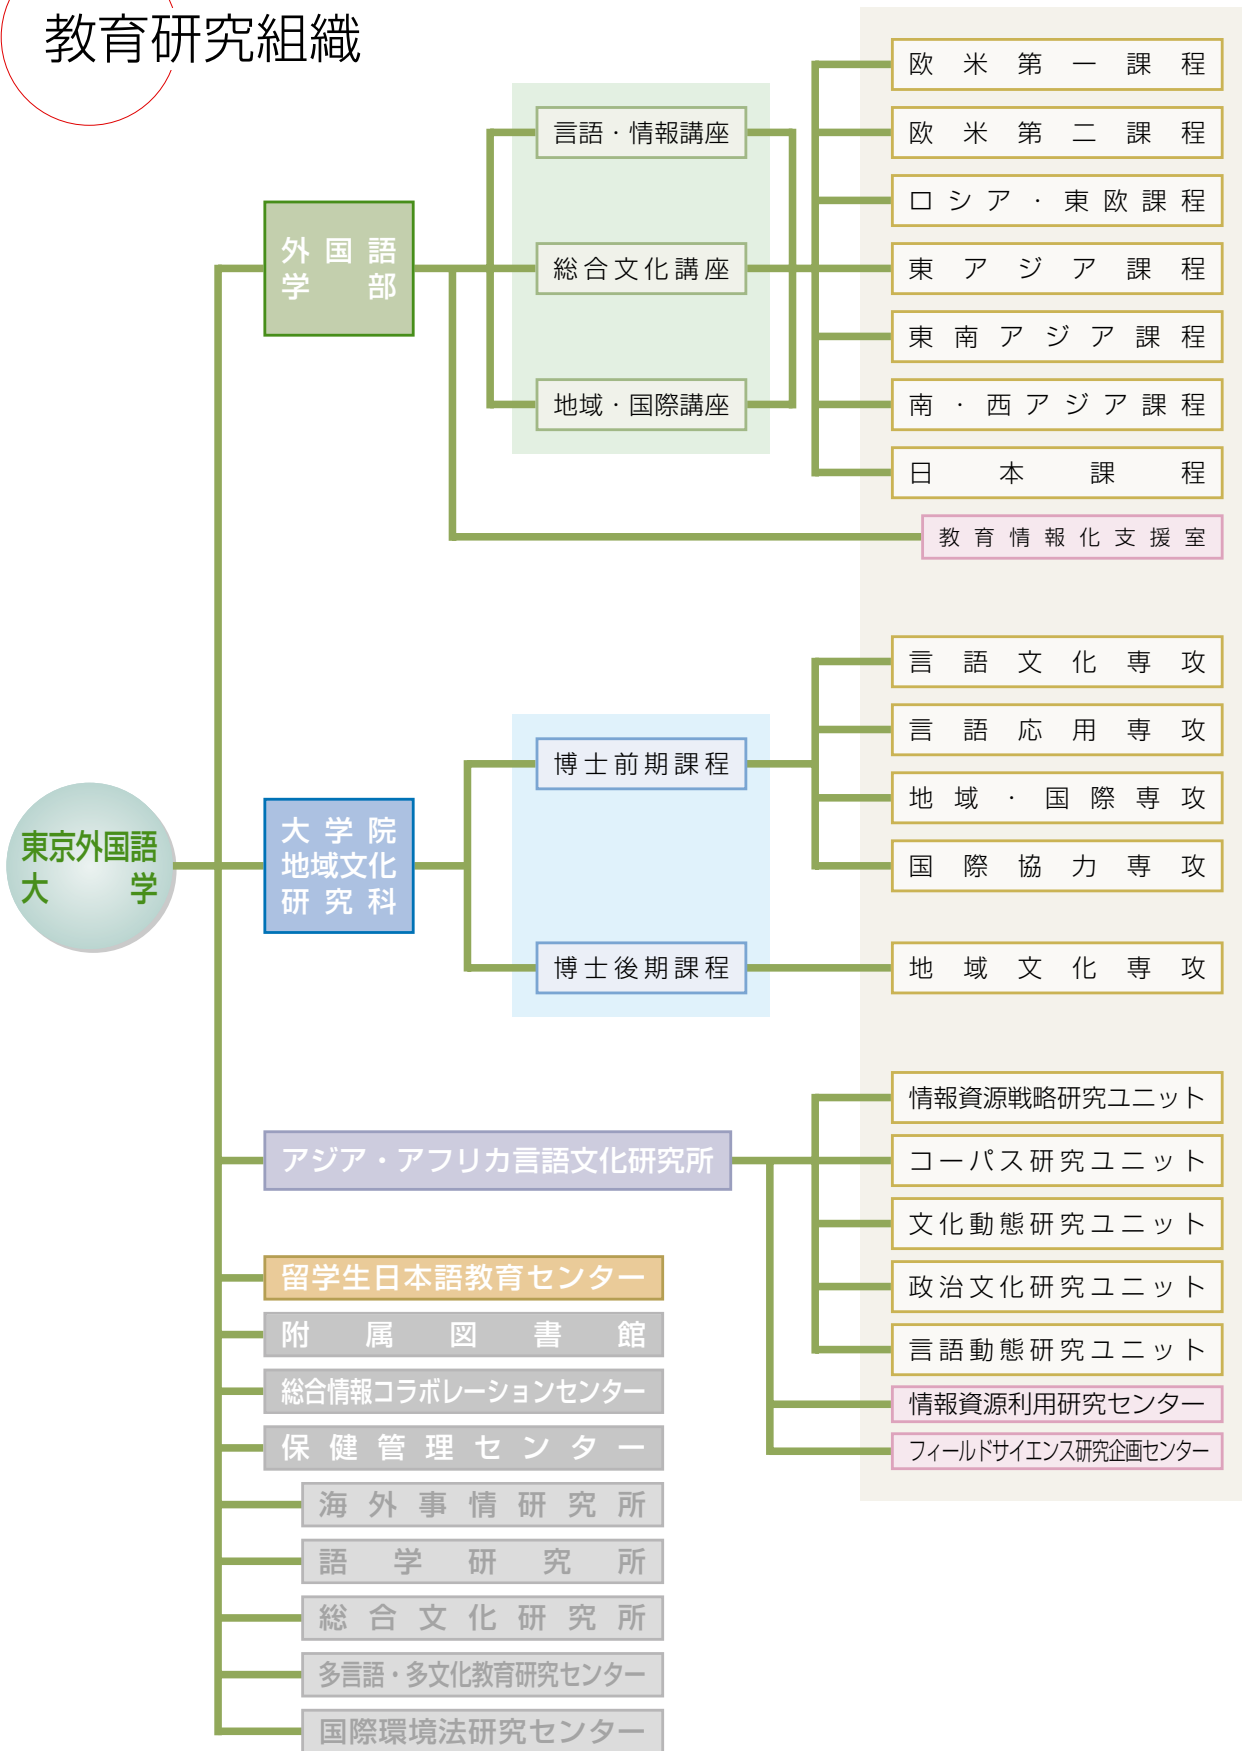 教育研究組織
東京外国語
大学
外国語
学部
言語・情報講座
総合文化講座
地域・国際講座
欧米第一課程
欧米第二課程
ロシア・東欧課程
東アジア課程
東南アジア課程
南・西アジア課程
日本課程
教育情報化支援室
大学院
地域文化
研究科
博士前期課程
博士後期課程
言語文化専攻
言語応用専攻
地域・国際専攻
国際協力専攻
地域文化専攻
アジア・アフリカ言語文化研究所
情報資源戦略研究ユニット
コーパス研究ユニット
文化動態研究ユニット
政治文化研究ユニット
言語動態研究ユニット
情報資源利用研究センター
フィールドサイエンス研究企画センター
留学生日本語教育センター
附属図書館
総合情報コラボレーションセンター
保健管理センター
海外事情研究所
語学研究所
総合文化研究所
多言語・多文化教育研究センター
国際環境法研究センター